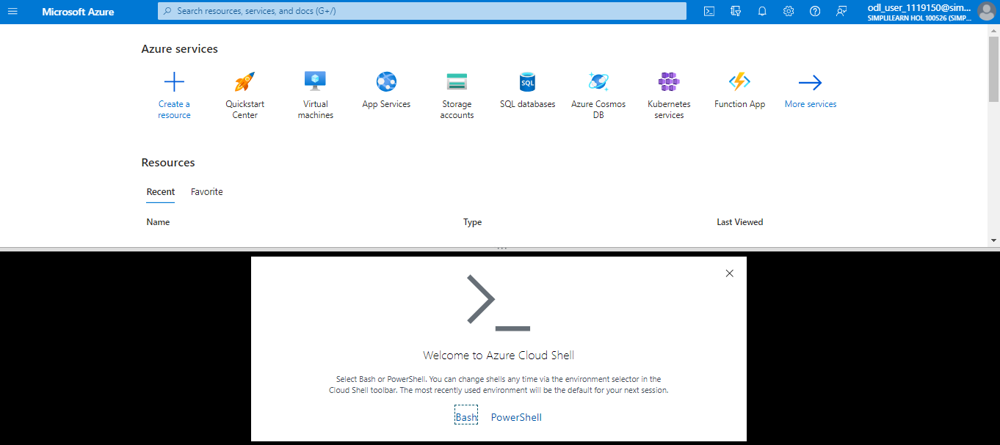 Microsoft Azure
Search resources, services, and docs (G+/)
odl_user_1119150@sim...
SIMPLILEARN HOL 100526 (SIMP...
Azure services
Create a
resource
Quickstart
Center
Virtual
machines
App Services
Storage
accounts
SQL
SQL databases
Azure Cosmos
DB
Kubernetes
services
Function App
More services
Resources
Recent
Favorite
Name
Type
Last Viewed
Welcome to Azure Cloud Shell
Select Bash or PowerShell. You can change shells any time via the environment selector in the
Cloud Shell toolbar. The most recently used environment will be the default for your next session.
Bash
PowerShell